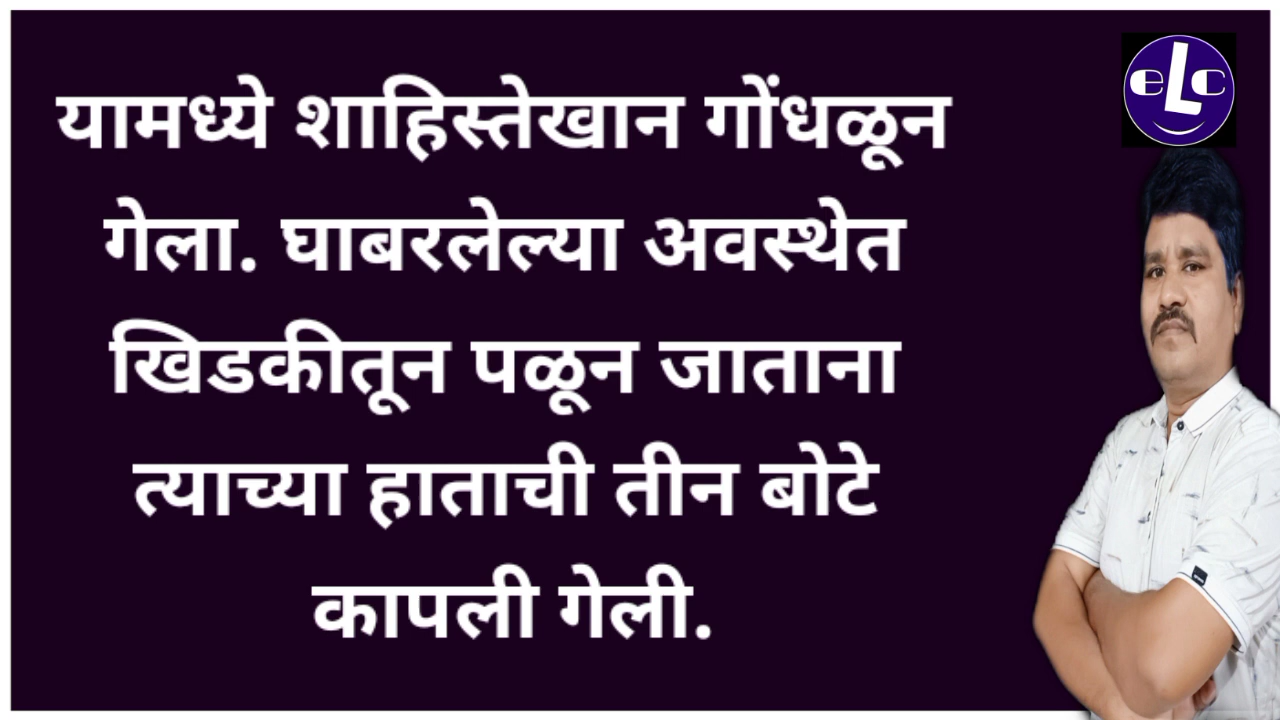 यामध्ये शाहिस्तेखान गोंधळून
गेला. घाबरलेल्या अवस्थेत
खिडकीतून पळून जाताना
त्याच्या हाताची तीन बोटे
कापली गेली.
eLc